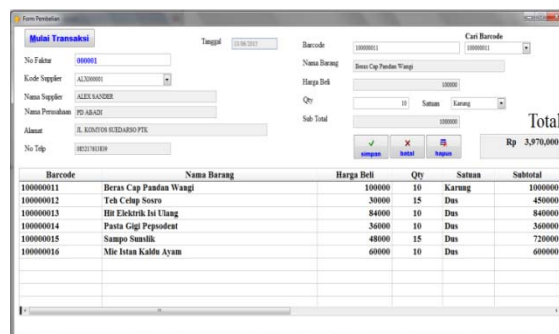 Form Pembelian
Mulai Transaksi
Tanggal
No Faktur 000001
Kode Supplier
Nama Supplier ALEX SANDER
Nama Perusahaan PD ABADI
Alamat JL. KOMYOS SUEDARSO PTK
No Telp
Cari Barcode
Barcode 100000011 100000011
Nama Barang Beras Cap Pandan Wangi
Harga Beli 100000
Qty 10 Satuan Karung
Sub Total 1000000
Total
Rp 3,970,000
simpan batal hapus
Barcode Nama Barang Harga Beli Qty Satuan Subtotal
100000011 Beras Cap Pandan Wangi 100000 10 Karung 1000000
100000012 Teh Celup Sosro 30000 15 Dus 450000
100000013 Hit Elektrik Isi Ulang 84000 10 Dus 840000
100000014 Pasta Gigi Pepsodent 36000 10 Dus 360000
100000015 Sampo Sunslik 48000 15 Dus 720000
100000016 Mie Istan Kaldu Ayam 60000 10 Dus 600000